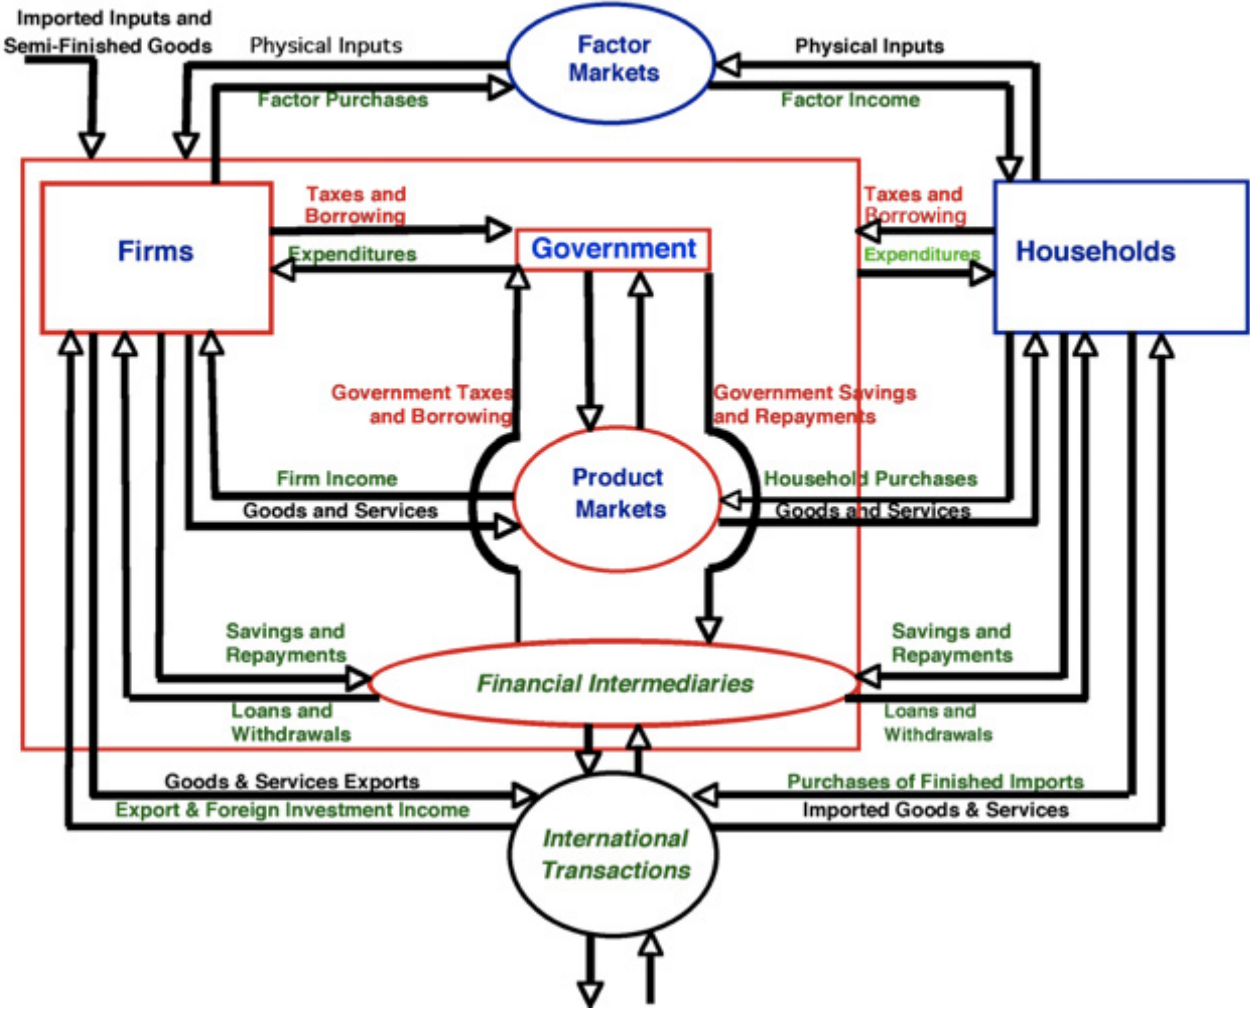 Imported Inputs and
Semi-Finished Goods
Physical Inputs
Factor Purchases
Factor
Markets
Physical Inputs
Factor Income
Firms
Taxes and
Borrowing
Expenditures
Government
Taxes and
Borrowing
Expenditures
Households
Government Taxes
and Borrowing
Government Savings
and Repayments
Firm Income
Goods and Services
Product
Markets
Household Purchases
Goods and Services
Savings and
Repayments
Loans and
Withdrawals
Financial Intermediaries
Savings and
Repayments
Loans and
Withdrawals
Goods & Services Exports
Export & Foreign Investment Income
Purchases of Finished Imports
Imported Goods & Services
International
Transactions